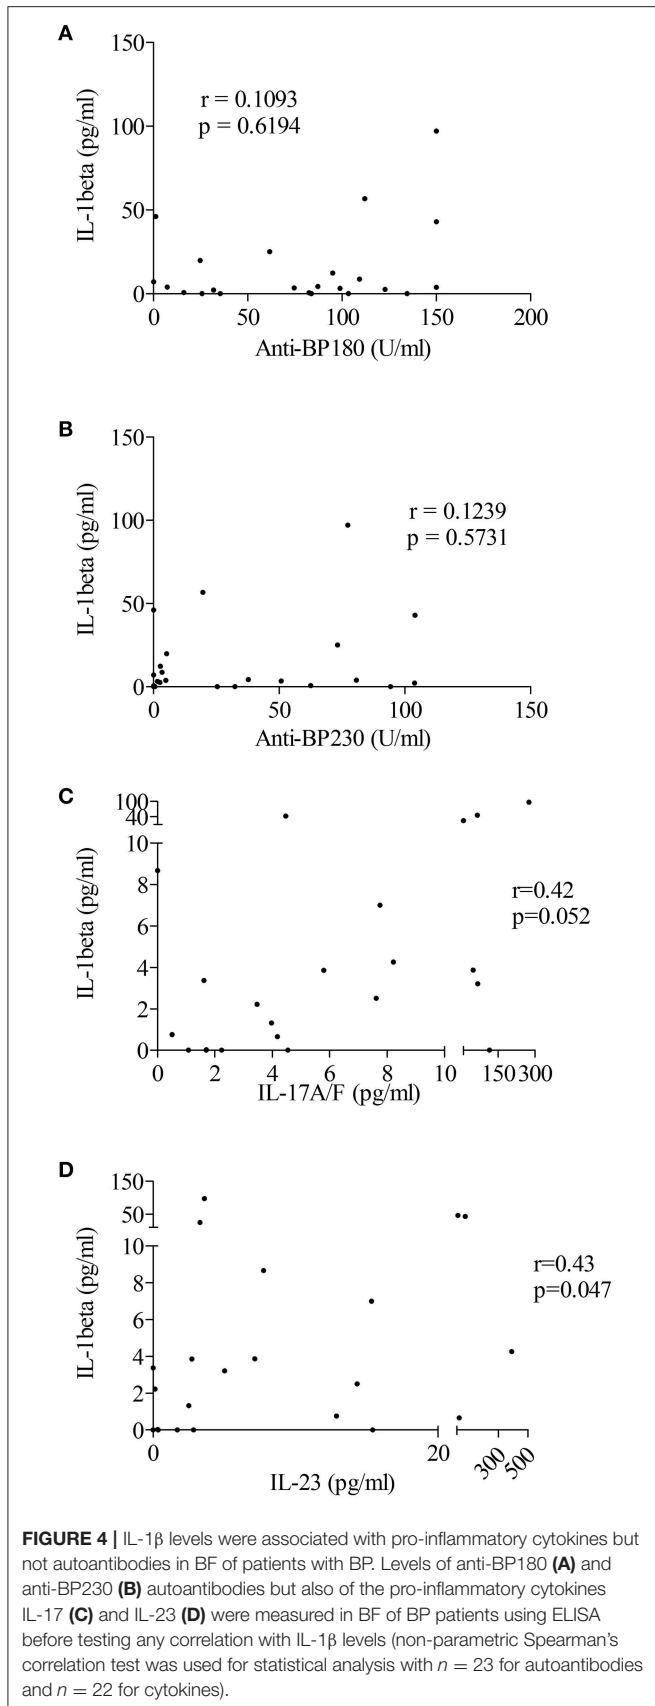 A
150
100
50
0
IL-1beta (pg/ml)
r = 0.1093
p = 0.6194
0 50 100 150 200
Anti-BP180 (U/ml)
B
150
100
50
0
IL-1beta (pg/ml)
r = 0.1239
p = 0.5731
0 50 100 150
Anti-BP230 (U/ml)
C
100
40
10
8
6
4
2
0
IL-1beta (pg/ml)
r=0.42
p=0.052
0 2 4 6 8 10 150 300
IL-17A/F (pg/ml)
D
150
50
10
8
6
4
2
0
IL-1beta (pg/ml)
r=0.43
p=0.047
0 20 300 500
IL-23 (pg/ml)
FIGURE 4 | IL-1β levels were associated with pro-inflammatory cytokines but
not autoantibodies in BF of patients with BP. Levels of anti-BP180 (A) and
anti-BP230 (B) autoantibodies but also of the pro-inflammatory cytokines
IL-17 (C) and IL-23 (D) were measured in BF of BP patients using ELISA
before testing any correlation with IL-1β levels (non-parametric Spearman's
correlation test was used for statistical analysis with n = 23 for autoantibodies
and n = 22 for cytokines).